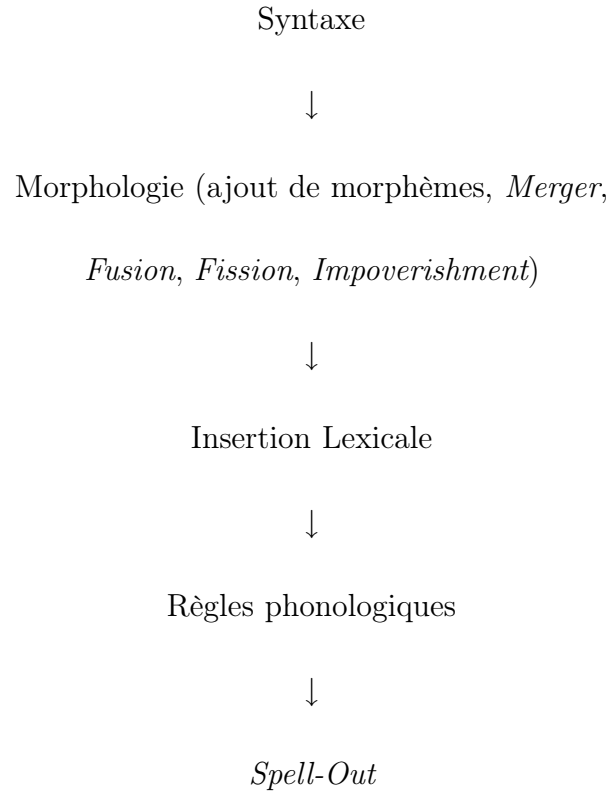 Syntaxe
↓
Morphologie (ajout de morphèmes, Merger,
Fusion, Fission, Impoverishment)
↓
Insertion Lexicale
↓
Règles phonologiques
↓
Spell-Out